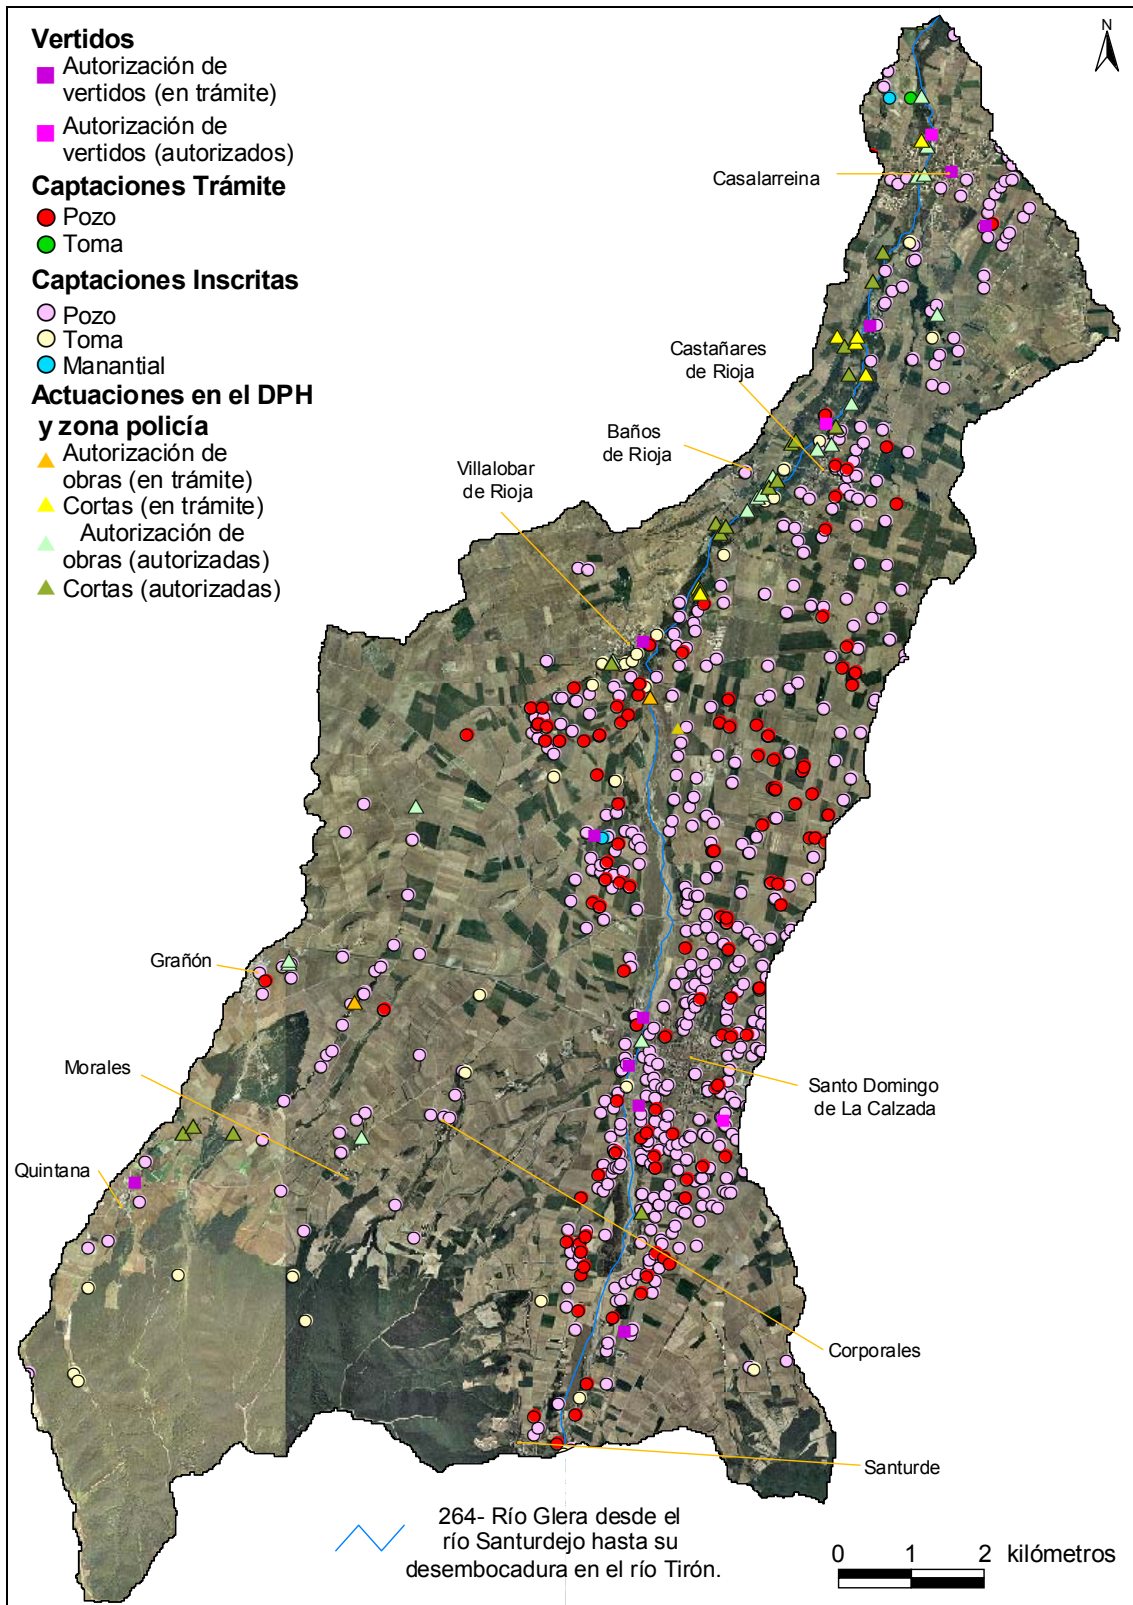 Vertidos
Autorización de
vertidos (en trámite)
Autorización de
vertidos (autorizados)
Captaciones Trámite
Pozo
Toma
Captaciones Inscritas
Pozo
Toma
Manantial
Actuaciones en el DPH
y zona policía
Autorización de
obras (en trámite)
Cortas (en trámite)
Autorización de
obras (autorizadas)
Cortas (autorizadas)
N
Casalarreina
Castañares
de Rioja
Baños
de Rioja
Villalobar
de Rioja
Grañón
Morales
Quintana
Santo Domingo
de La Calzada
Corporales
Santurde
264- Río Glera desde el
río Santurdejo hasta su
desembocadura en el río Tirón.
0 1 2 kilómetros